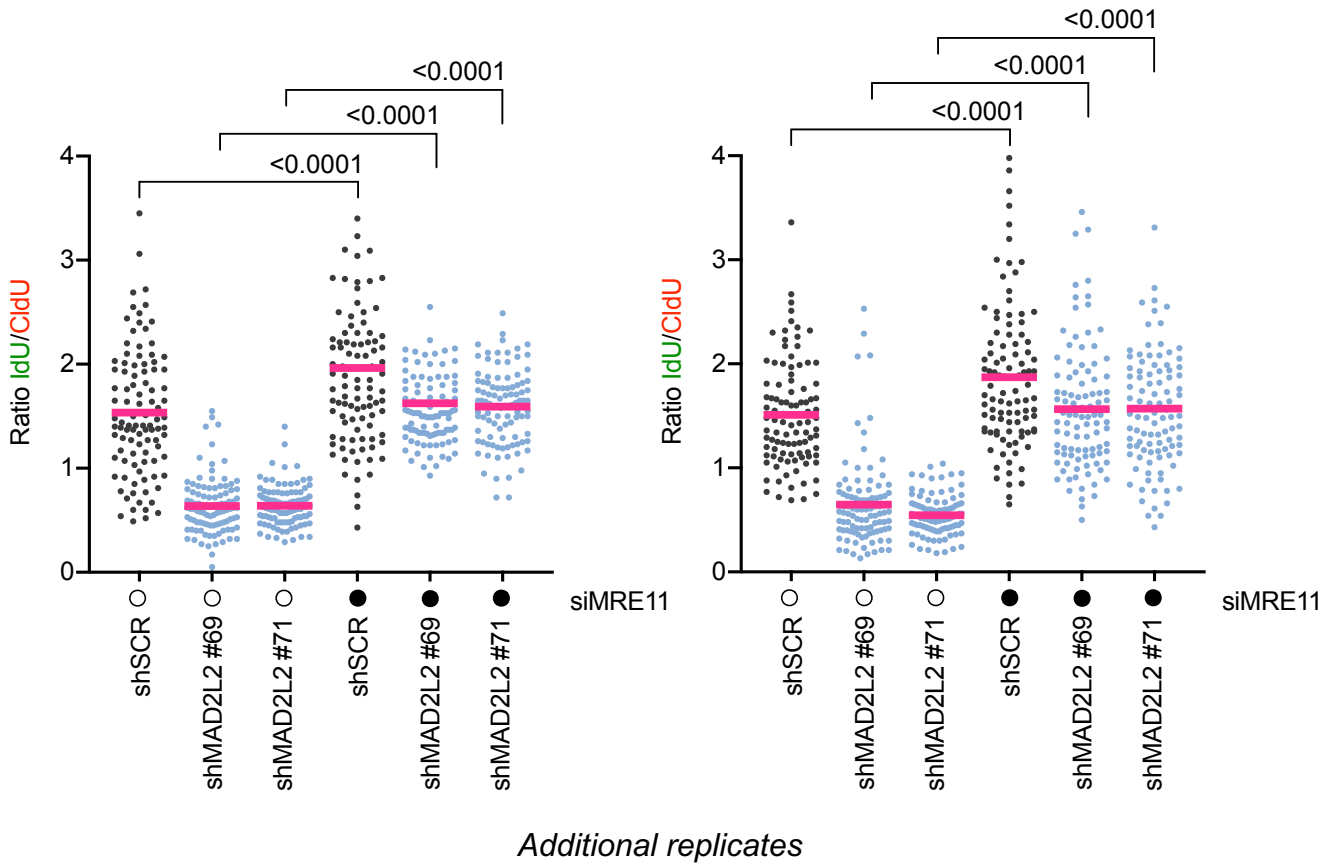 <0.0001
<0.0001
<0.0001
4
3
2
1
0
Ratio IdU/CldU
siMRE11
shSCR
shMAD2L2 #69
shMAD2L2 #71
shSCR
shMAD2L2 #69
shMAD2L2 #71
<0.0001
<0.0001
<0.0001
4
3
2
1
0
Ratio IdU/CldU
siMRE11
shSCR
shMAD2L2 #69
shMAD2L2 #71
shSCR
shMAD2L2 #69
shMAD2L2 #71
Additional replicates